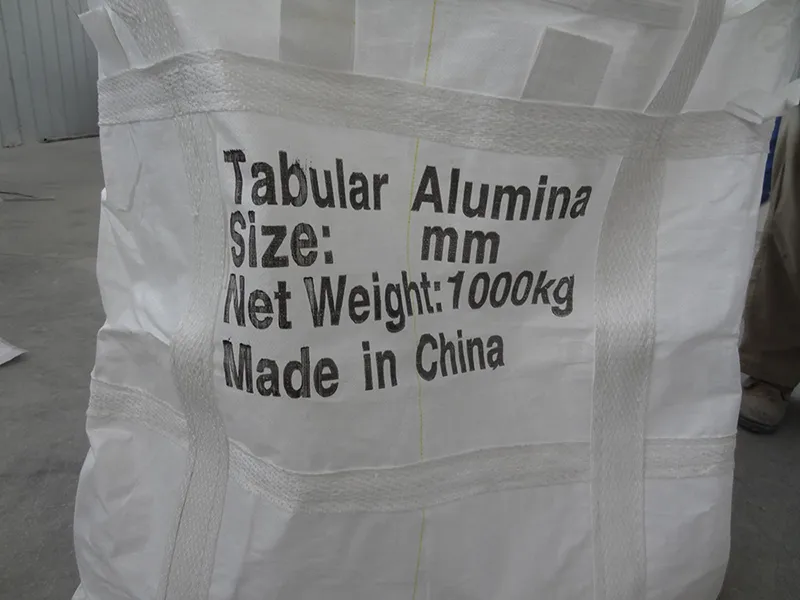 Tabular Alumina
Size: mm
Net Weight:1000kg
Made in China